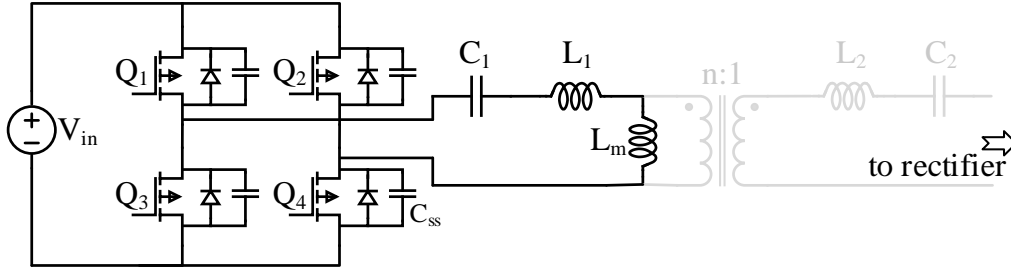 Q1
Q2
C1
L1
n:1
L2
C2
Vin
Lm
to rectifier
Q3
Q4
Css